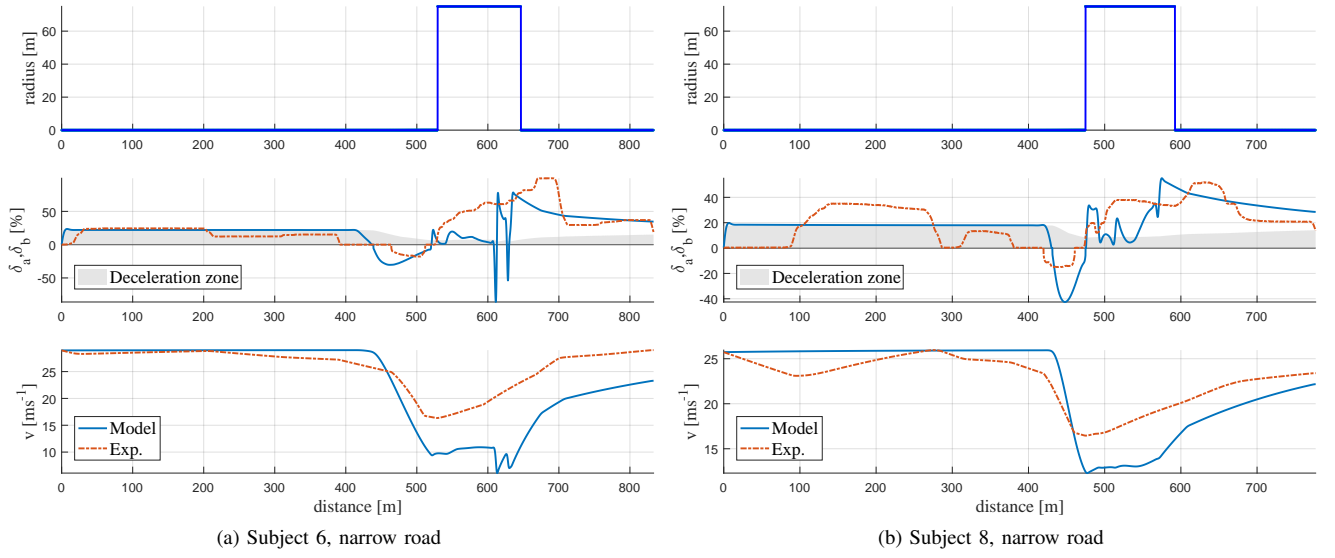 radius [m]
60
40
20
0
0 100 200 300 400 500 600 700 800
δa,δb [%]
50
0
-50
Deceleration zone
0 100 200 300 400 500 600 700 800
v [ms-1]
25
20
15
10
Model
Exp.
0 100 200 300 400 500 600 700 800
distance [m]
(a) Subject 6, narrow road
radius [m]
60
40
20
0
0 100 200 300 400 500 600 700
δa,δb [%]
40
20
0
-20
-40
Deceleration zone
0 100 200 300 400 500 600 700
v [ms-1]
25
20
15
Model
Exp.
0 100 200 300 400 500 600 700
distance [m]
(b) Subject 8, narrow road